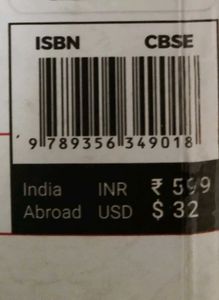 ISBN CBSE
9 789356 349018
India INR ₹ 599
Abroad USD $ 32